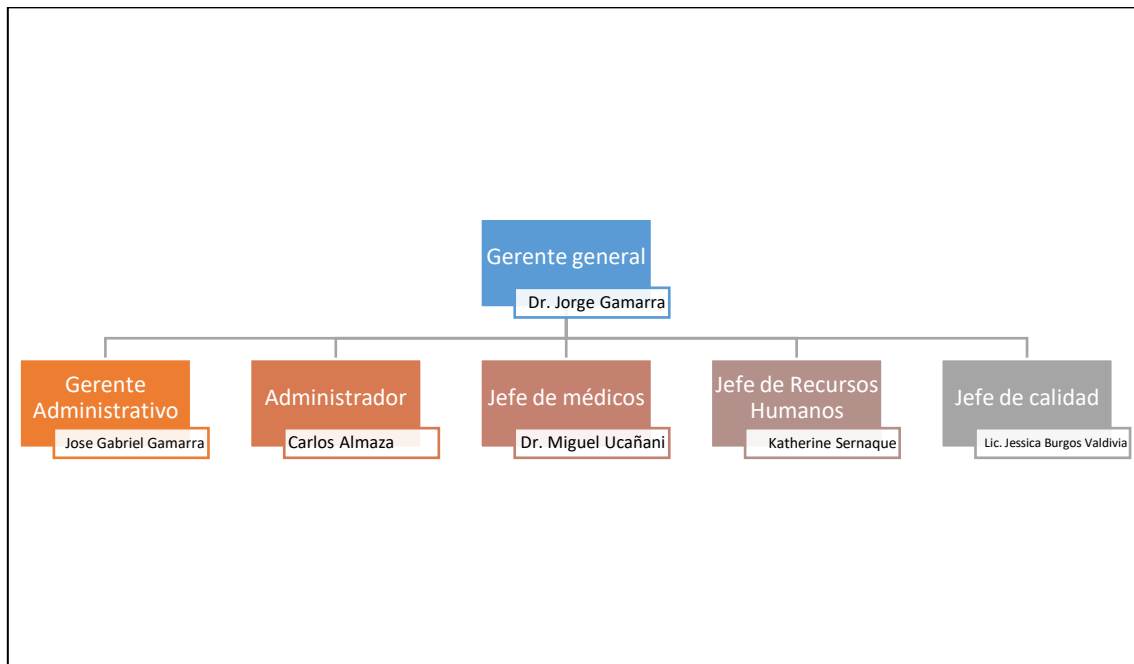 Gerente general
Dr. Jorge Gamarra
Gerente
Administrativo
Jose Gabriel Gamarra
Administrador
Carlos Almaza
Jefe de médicos
Dr. Miguel Ucañani
Jefe de Recursos
Humanos
Katherine Sernaque
Jefe de calidad
Lic. Jessica Burgos Valdivia